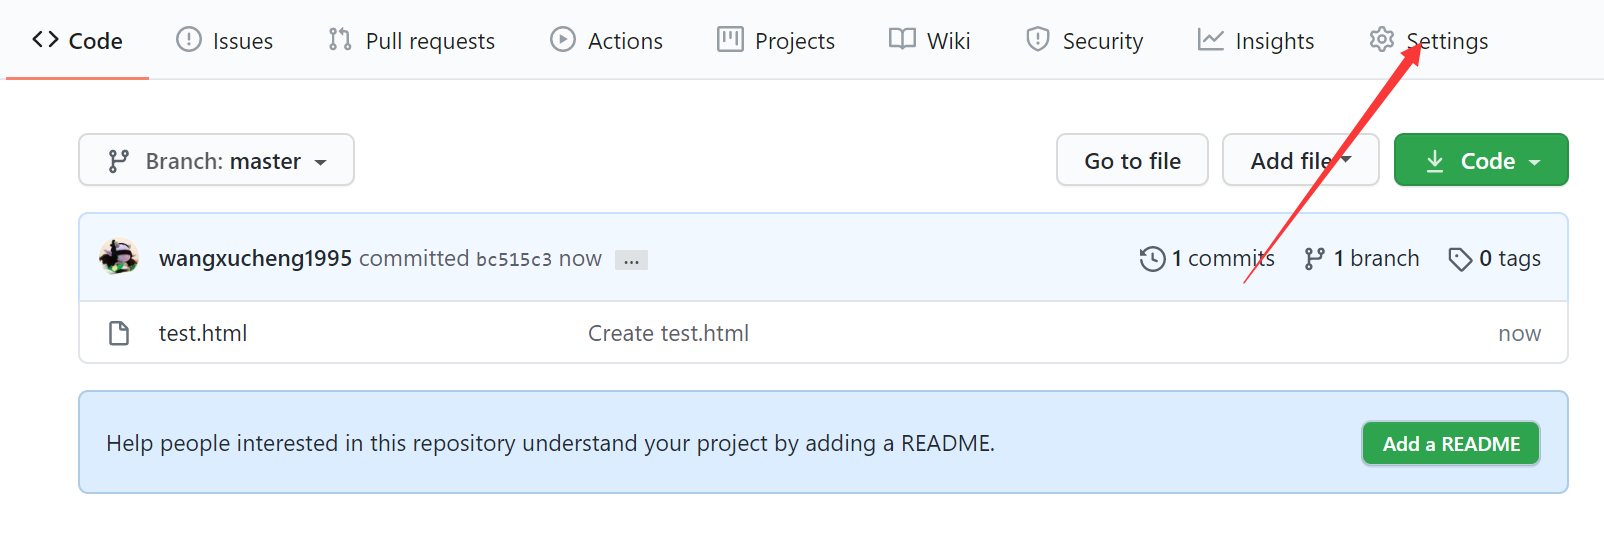 Code Issues Pull requests Actions Projects Wiki Security Insights Settings
Branch: master Go to file Add file Code
wangxucheng1995 committed bc515c3 now ... 1 commits 1 branch 0 tags
test.html Create test.html now
Help people interested in this repository understand your project by adding a README. Add a README